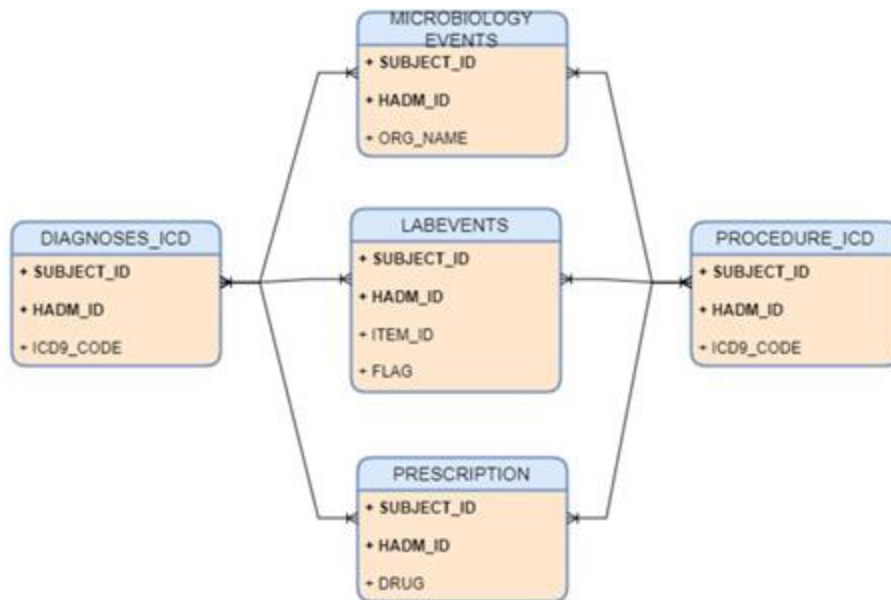 MICROBIOLOGY
EVENTS
+ SUBJECT_ID
+ HADM_ID
+ ORG_NAME
DIAGNOSES_ICD
+ SUBJECT_ID
+ HADM_ID
+ ICD9_CODE
LABEVENTS
+ SUBJECT_ID
+ HADM_ID
+ ITEM_ID
+ FLAG
PROCEDURE_ICD
+ SUBJECT_ID
+ HADM_ID
+ ICD9_CODE
PRESCRIPTION
+ SUBJECT_ID
+ HADM_ID
+ DRUG